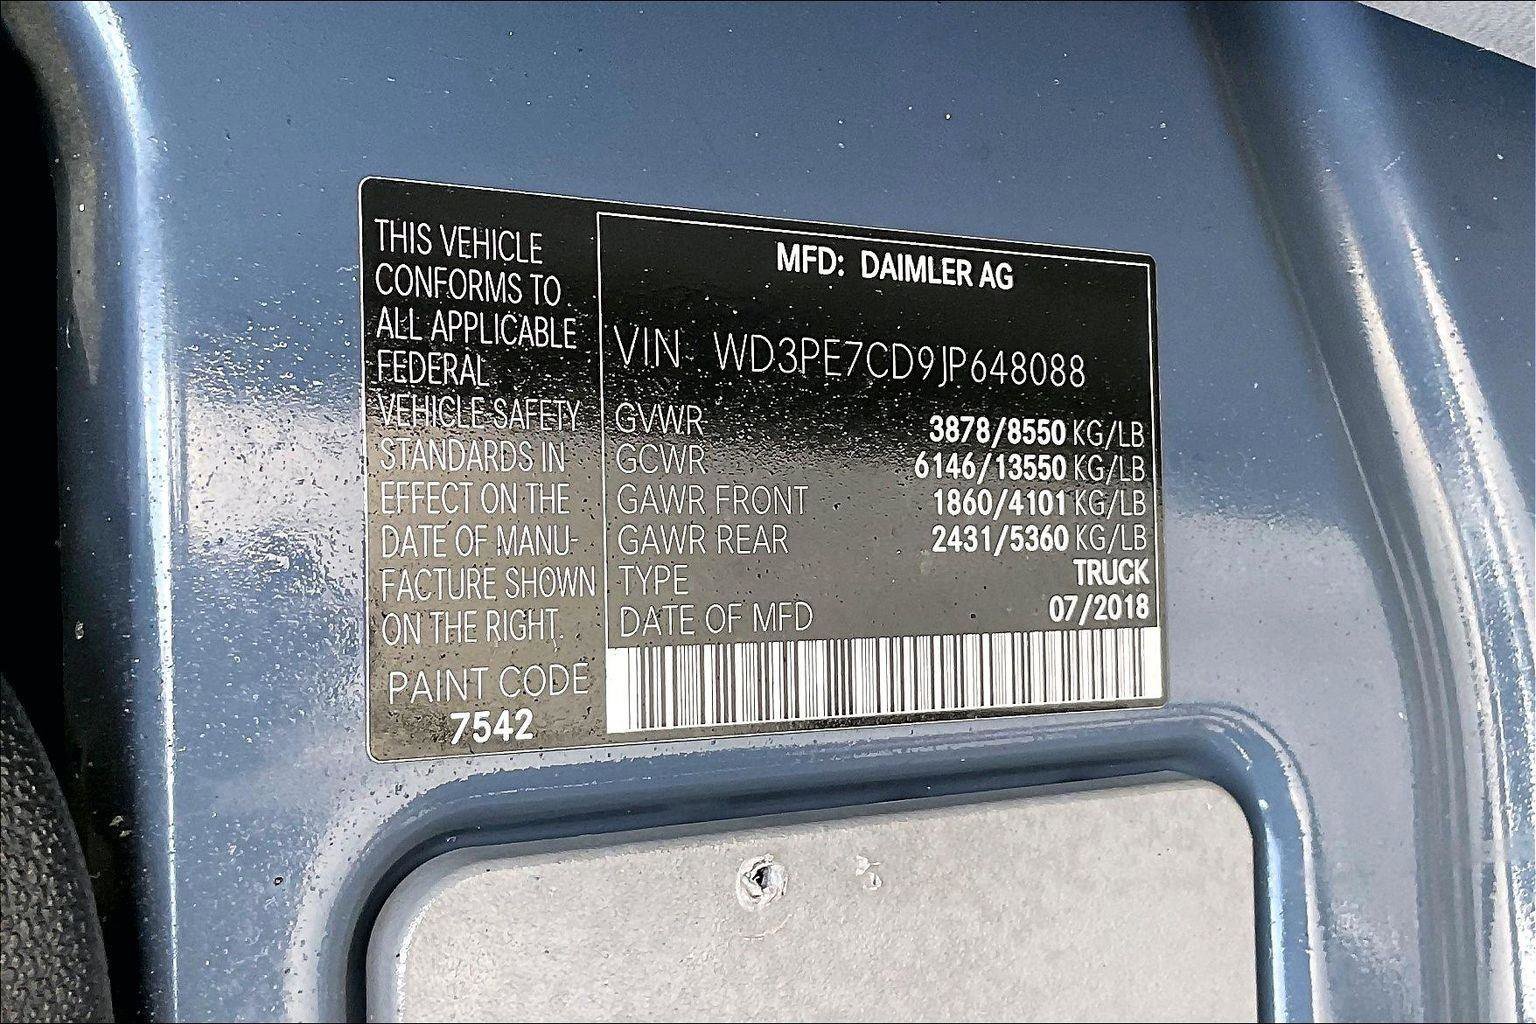 THIS VEHICLE
CONFORMS TO
ALL APPLICABLE
FEDERAL
VEHICLE SAFETY
STANDARDS IN
EFFECT ON THE
DATE OF MANU-
FACTURE SHOWN
ON THE RIGHT.
PAINT CODE
7542
MFD: DAIMLER AG
VIN WD3PE7CD9JP648088
GVWR 3878/8550 KG/LB
GCWR 6146/13550 KG/LB
GAWR FRONT 1860/4101 KG/LB
GAWR REAR 2431/5360 KG/LB
TYPE TRUCK
DATE OF MFD 07/2018